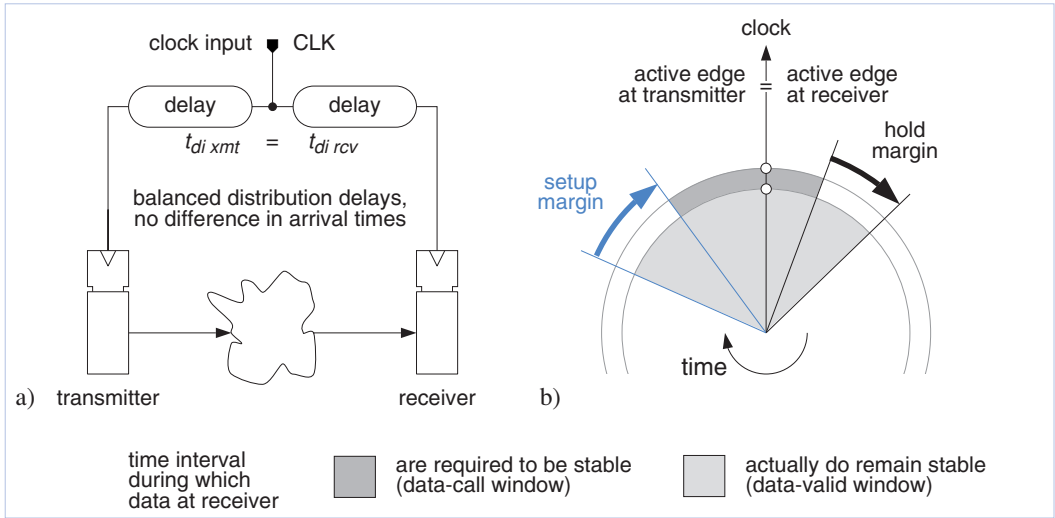 clock input CLK
delay delay
t_di xmt = t_di rcv
balanced distribution delays,
no difference in arrival times
transmitter
receiver
a)
clock
active edge
at transmitter
=
active edge
at receiver
setup
margin
hold
margin
time
b)
time interval
during which
data at receiver
are required to be stable
(data-call window)
actually do remain stable
(data-valid window)